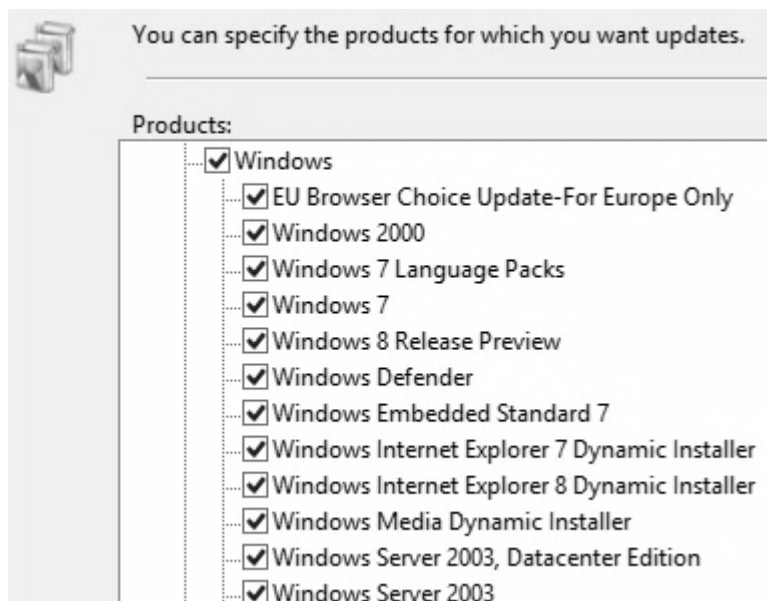 You can specify the products for which you want updates.
Products:
Windows
EU Browser Choice Update-For Europe Only
Windows 2000
Windows 7 Language Packs
Windows 7
Windows 8 Release Preview
Windows Defender
Windows Embedded Standard 7
Windows Internet Explorer 7 Dynamic Installer
Windows Internet Explorer 8 Dynamic Installer
Windows Media Dynamic Installer
Windows Server 2003, Datacenter Edition
Windows Server 2003